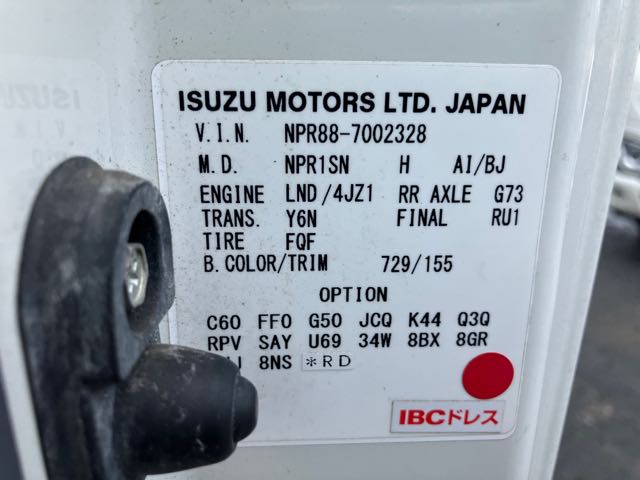 ISUZU MOTORS LTD. JAPAN
V.I.N. NPR88-7002328
M.D. NPR1SN H AI/BJ
ENGINE LND/4JZ1 RR AXLE G73
TRANS. Y6N FINAL RU1
TIRE FQF
B.COLOR/TRIM 729/155
OPTION
C60 FF0 G50 JCQ K44 Q3Q
RPV SAY U69 34W 8BX 8GR
8NS *RD
IBCドレス